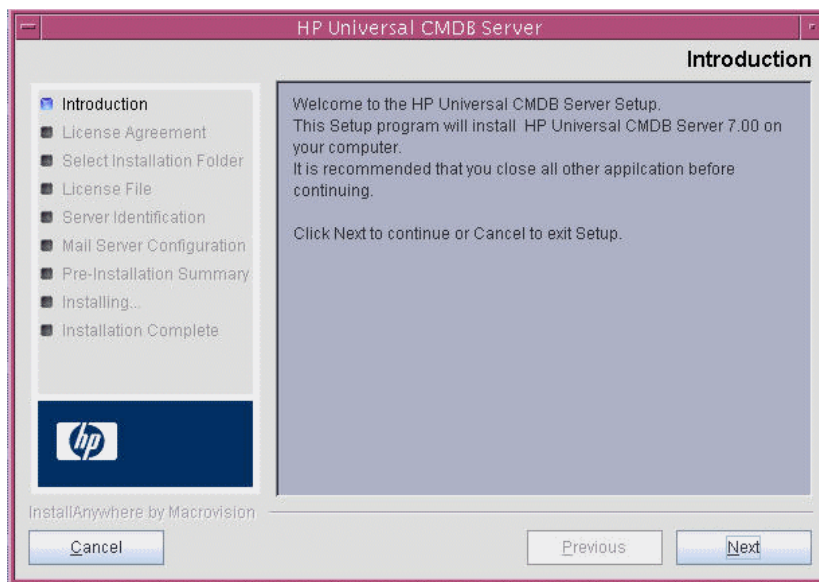 HP Universal CMDB Server
Introduction
Introduction
License Agreement
Select Installation Folder
License File
Server Identification
Mail Server Configuration
Pre-Installation Summary
Installing...
Installation Complete
hp
Welcome to the HP Universal CMDB Server Setup.
This Setup program will install HP Universal CMDB Server 7.00 on
your computer.
It is recommended that you close all other appilcation before
continuing.
Click Next to continue or Cancel to exit Setup.
InstallAnywhere by Macrovision
Cancel
Previous
Next